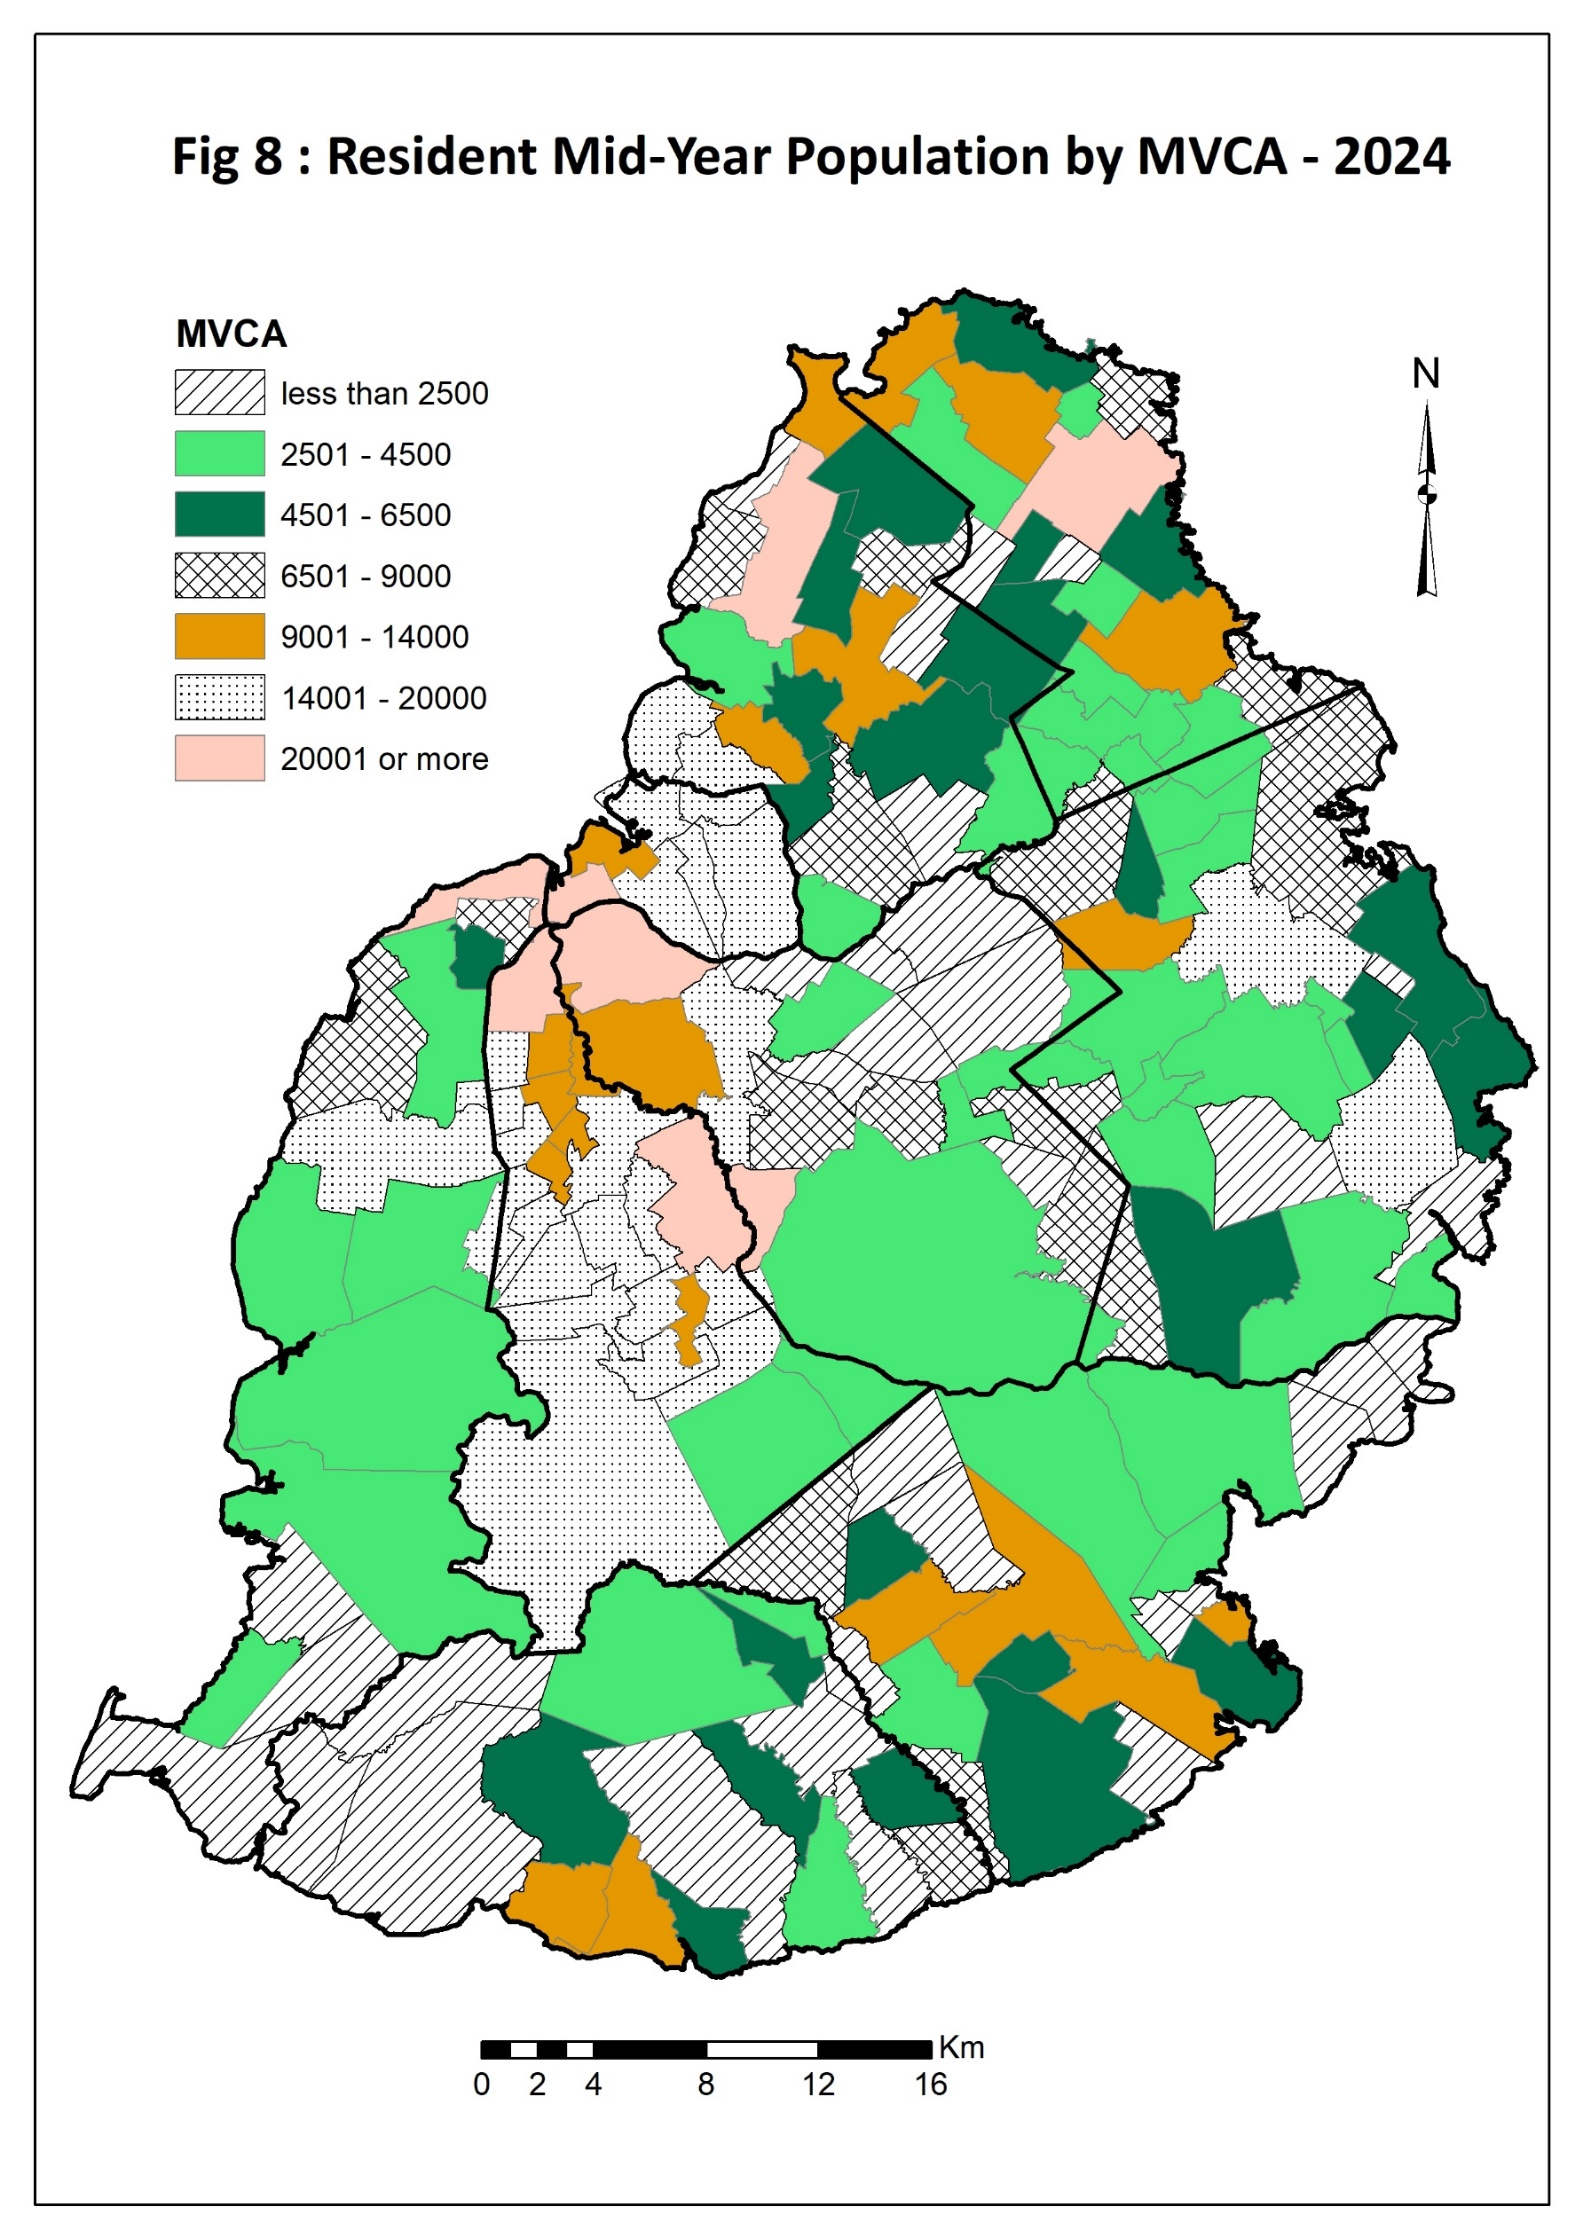 Fig 8 : Resident Mid-Year Population by MVCA - 2024
MVCA
less than 2500
2501 - 4500
4501 - 6500
6501 - 9000
9001 - 14000
14001 - 20000
20001 or more
N
Km
0 2 4 8 12 16